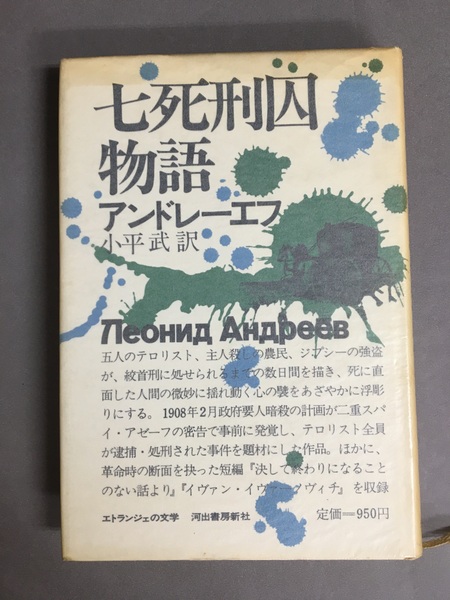 七死刑囚
物語
アンドレーエフ
小平武訳
Леонид Андреев
五人のテロリスト、主人殺しの農民、ジプシーの強盗
が、絞首刑に処せられるまでの数日間を描き、死に直
面した人間の微妙に揺れ動く心の襞をあざやかに浮彫
りにする。1908年2月政府要人暗殺の計画が二重スパ
イ・アゼーフの密告で事前に発覚し、テロリスト全員
が逮捕・処刑された事件を題材にした作品。ほかに、
革命時の断面を抉った短編『決して終わりになること
のない話より』『イヴァン・イヴァーノヴィチ』を収録
エトランジェの文学 河出書房新社 定価=950円